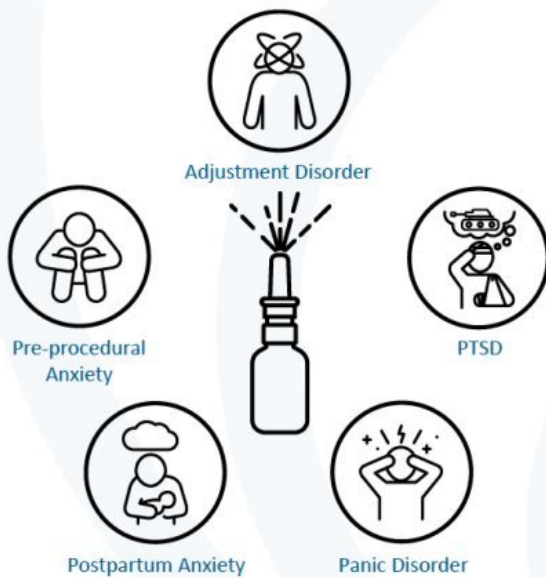 Adjustment Disorder
Pre-procedural
Anxiety
PTSD
Postpartum Anxiety
Panic Disorder